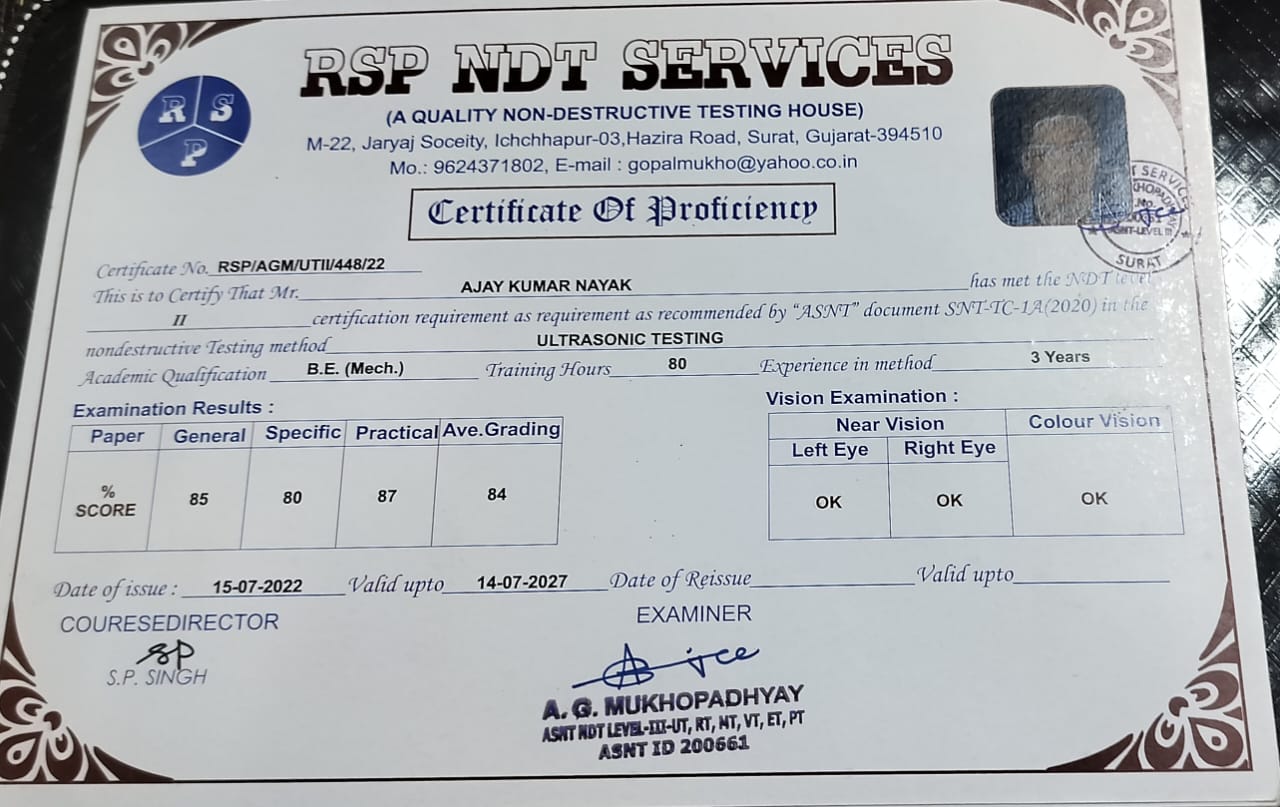 RSP NDT SERVICES
R S
P
(A QUALITY NON-DESTRUCTIVE TESTING HOUSE)
M-22, Jaryaj Soceity, Ichchhapur-03,Hazira Road, Surat, Gujarat-394510
Mo.: 9624371802, E-mail : gopalmukho@yahoo.co.in
Certificate Of Proficiency
ASNT-LEVEL III
SURAT
Certificate No. RSP/AGM/UTII/448/22
This is to Certify That Mr. AJAY KUMAR NAYAK has met the NDT level
II certification requirement as requirement as recommended by “ASNT” document SNT-TC-1A(2020) in the
nondestructive Testing method ULTRASONIC TESTING
Academic Qualification B.E. (Mech.) Training Hours 80 Experience in method 3 Years
Examination Results :
Paper General Specific Practical Ave.Grading
% SCORE 85 80 87 84
Vision Examination :
Near Vision Colour Vision
Left Eye Right Eye
OK OK OK
Date of issue : 15-07-2022 Valid upto 14-07-2027 Date of Reissue Valid upto
COURESEDIRECTOR
SP
S.P. SINGH
EXAMINER
A. G. MUKHOPADHYAY
ASNT NDT LEVEL-III-UT, RT, MT, VT, ET, PT
ASNT ID 200661